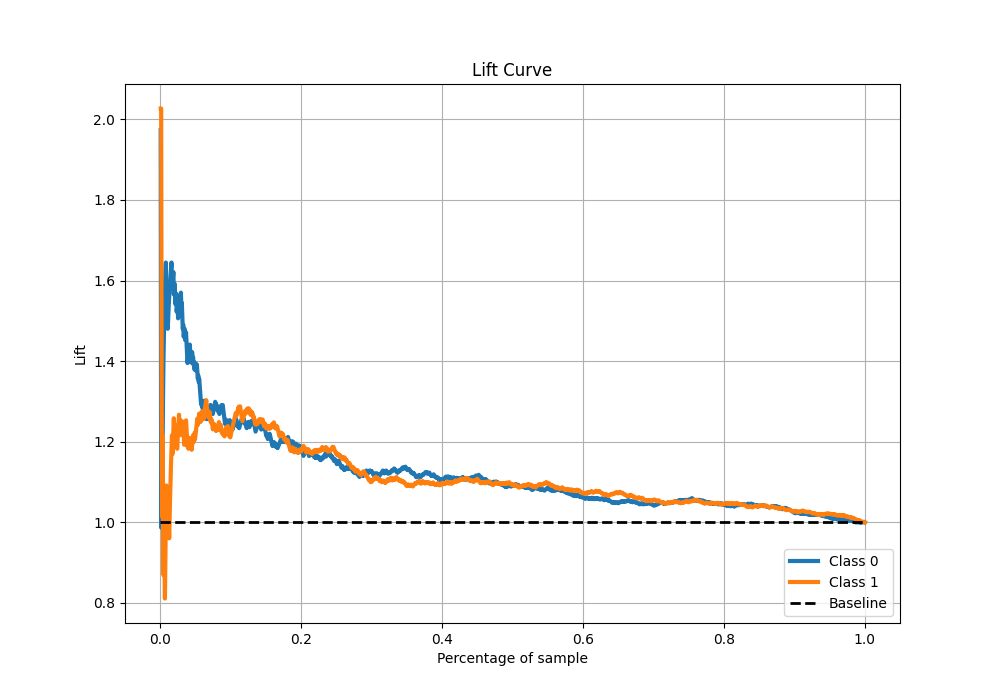 Lift Curve
2.0
1.8
1.6
1.4
1.2
1.0
0.8
Lift
0.0 0.2 0.4 0.6 0.8 1.0
Percentage of sample
Class 0
Class 1
Baseline